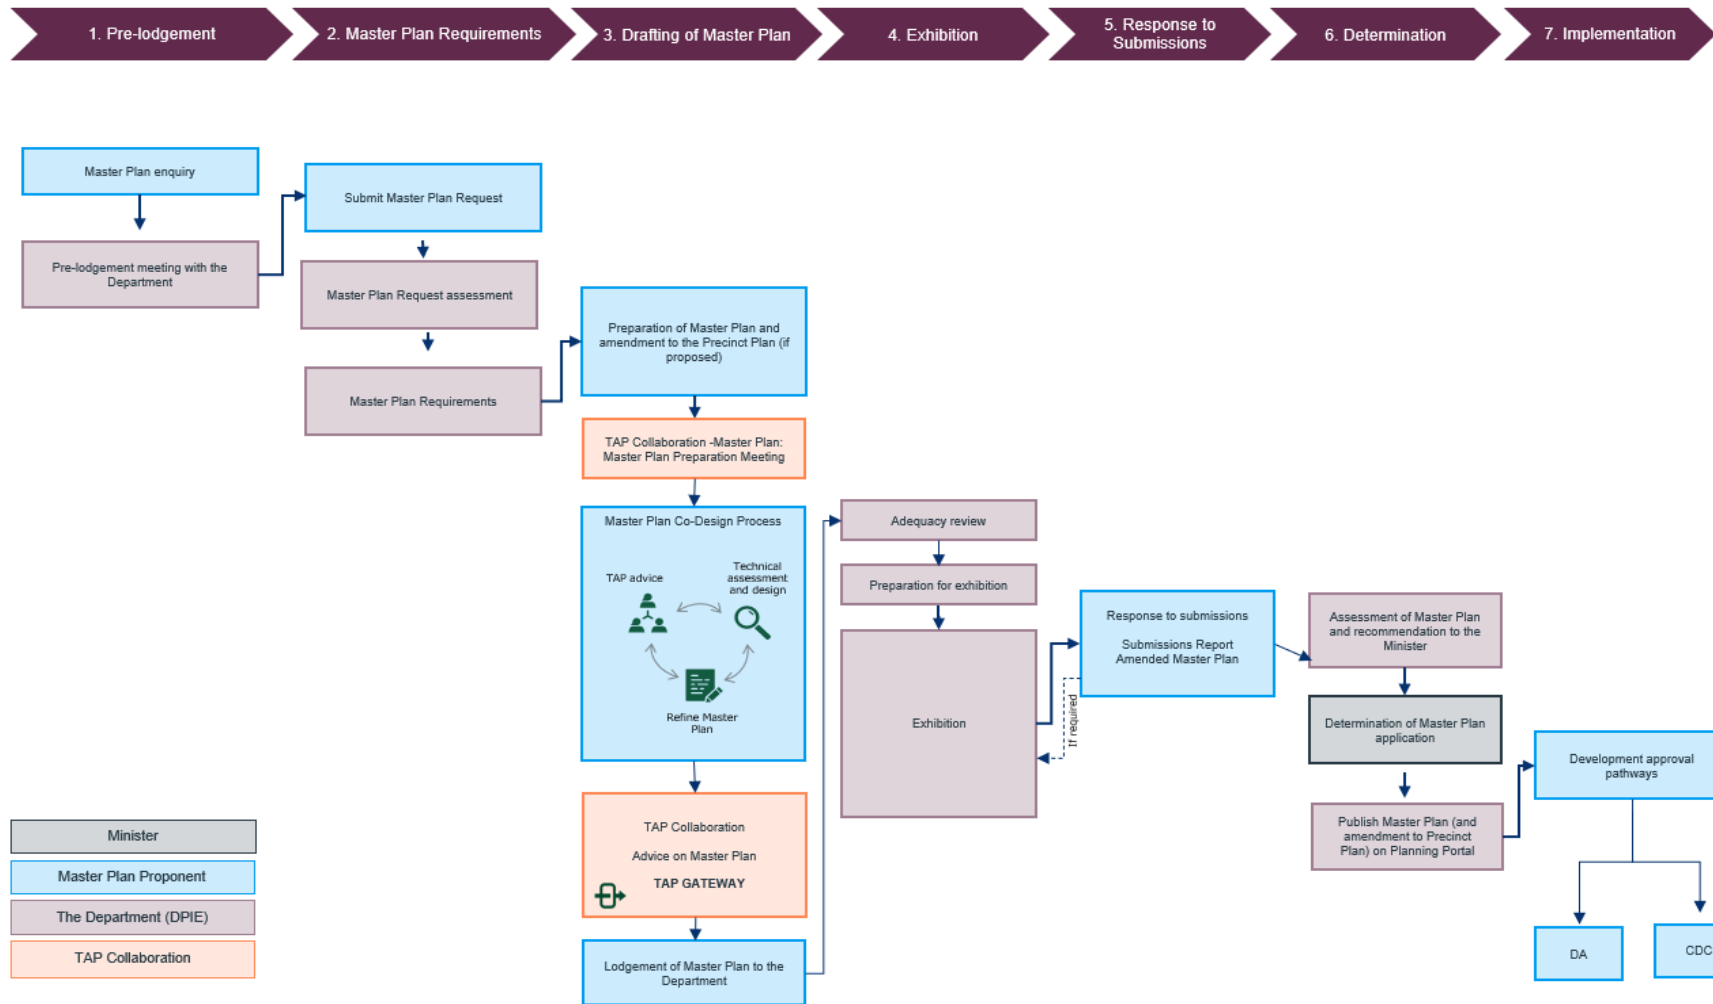 1. Pre-lodgement
2. Master Plan Requirements
3. Drafting of Master Plan
4. Exhibition
5. Response to
Submissions
6. Determination
7. Implementation
Master Plan enquiry
Pre-lodgement meeting with the
Department
Submit Master Plan Request
Master Plan Request assessment
Master Plan Requirements
Preparation of Master Plan and
amendment to the Precinct Plan (if
proposed)
TAP Collaboration -Master Plan:
Master Plan Preparation Meeting
Master Plan Co-Design Process
TAP advice
Technical
assessment
and design
Refine Master
Plan
TAP Collaboration
Advice on Master Plan
TAP GATEWAY
Lodgement of Master Plan to the
Department
Adequacy review
Preparation for exhibition
Exhibition
Response to submissions
Submissions Report
Amended Master Plan
If required
Assessment of Master Plan
and recommendation to the
Minister
Determination of Master Plan
application
Publish Master Plan (and
amendment to Precinct
Plan) on Planning Portal
Development approval
pathways
DA
CDC
Minister
Master Plan Proponent
The Department (DPIE)
TAP Collaboration